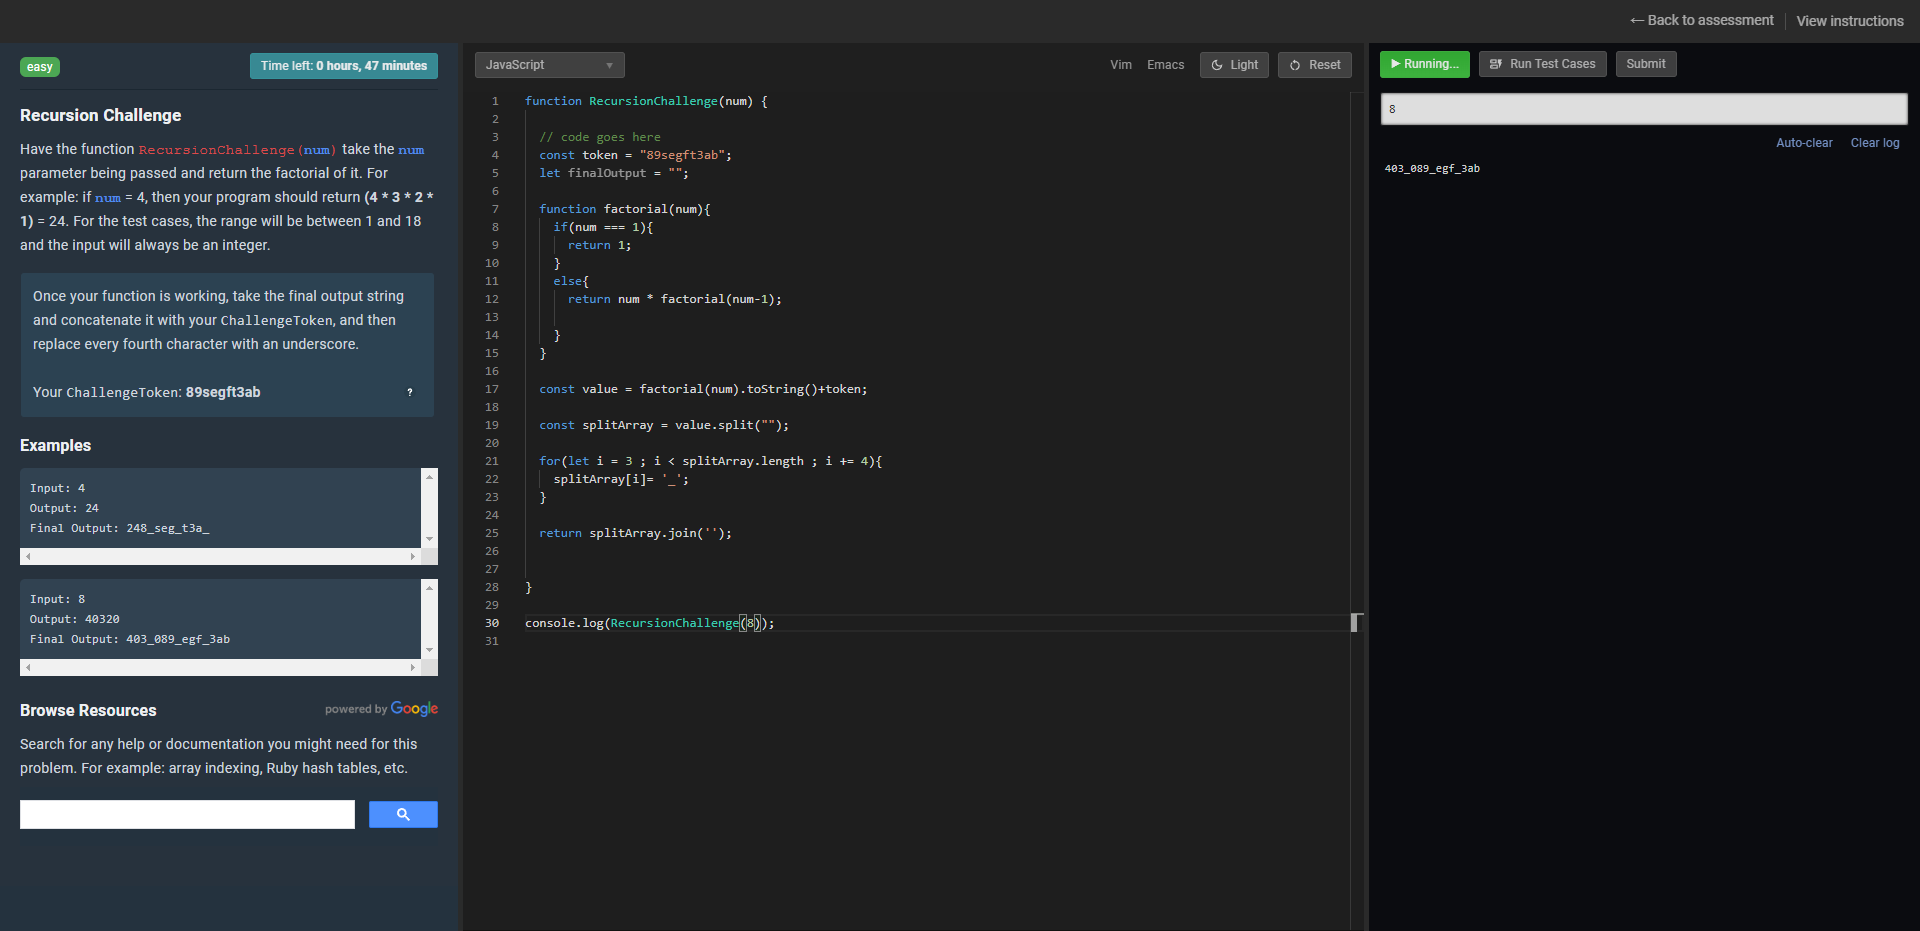 ← Back to assessment
View instructions
easy
Time left: 0 hours, 47 minutes
Recursion Challenge
Have the function RecursionChallenge(num) take the num
parameter being passed and return the factorial of it. For
example: if num = 4, then your program should return (4 * 3 * 2 *
1) = 24. For the test cases, the range will be between 1 and 18
and the input will always be an integer.
Once your function is working, take the final output string
and concatenate it with your ChallengeToken, and then
replace every fourth character with an underscore.
Your ChallengeToken: 89segft3ab
?
Examples
Input: 4
Output: 24
Final Output: 248_seg_t3a_
Input: 8
Output: 40320
Final Output: 403_089_egf_3ab
Browse Resources
powered by Google
Search for any help or documentation you might need for this
problem. For example: array indexing, Ruby hash tables, etc.
JavaScript
Vim
Emacs
Light
Reset
1 function RecursionChallenge(num) {
2
3 // code goes here
4 const token = "89segft3ab";
5 let finalOutput = "";
6
7 function factorial(num){
8 if(num === 1){
9 return 1;
10 }
11 else{
12 return num * factorial(num-1);
13
14 }
15 }
16
17 const value = factorial(num).toString()+token;
18
19 const splitArray = value.split("");
20
21 for(let i = 3 ; i < splitArray.length ; i += 4){
22 splitArray[i]= '_';
23 }
24
25 return splitArray.join('');
26
27
28 }
29
30 console.log(RecursionChallenge(8));
31
Running...
Run Test Cases
Submit
8
Auto-clear
Clear log
403_089_egf_3ab